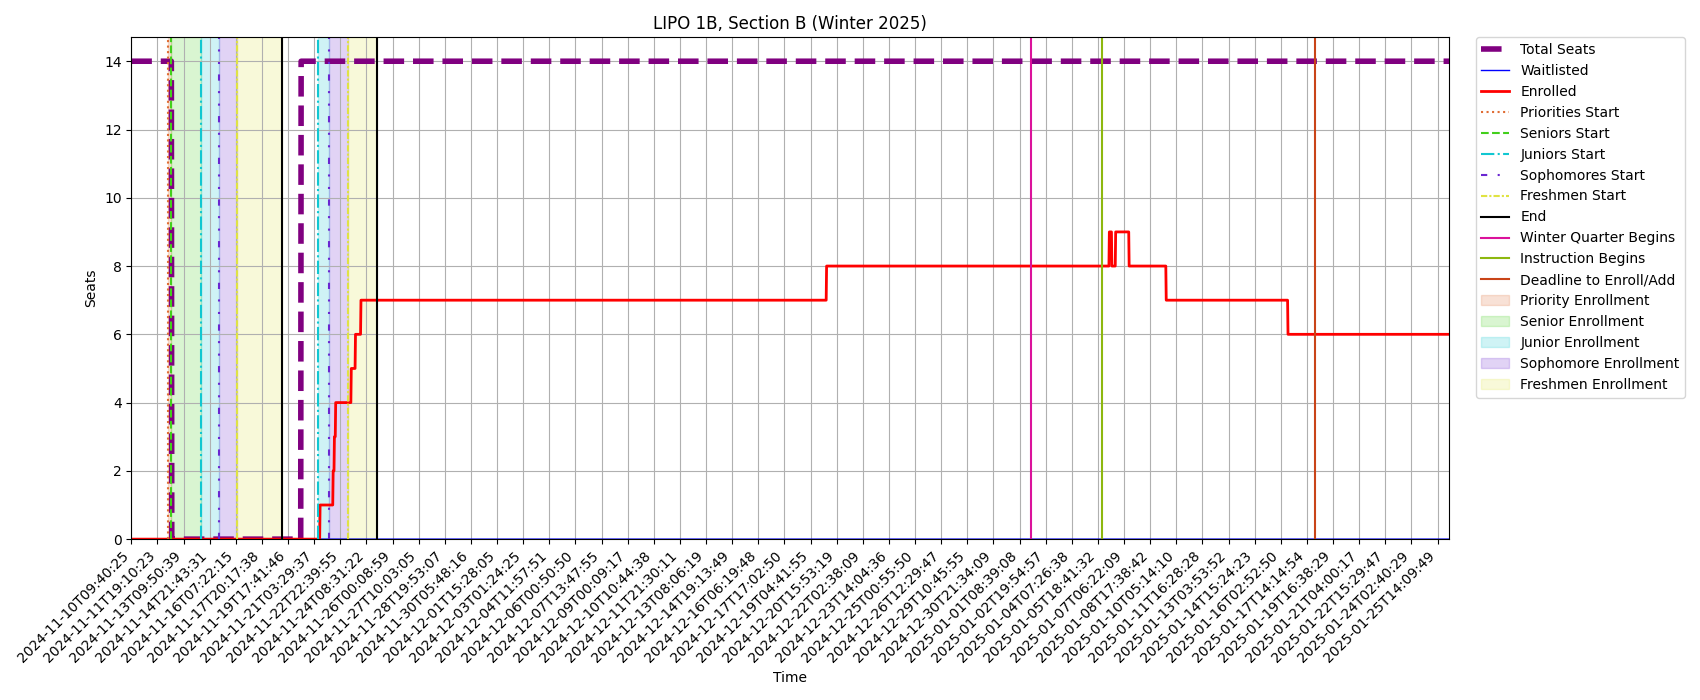 LIPO 1B, Section B (Winter 2025)
Seats
14
12
10
8
6
4
2
0
2024-11-10T09:40:25
2024-11-11T19:10:23
2024-11-13T09:50:39
2024-11-14T21:43:31
2024-11-16T07:22:15
2024-11-17T20:17:38
2024-11-19T17:41:46
2024-11-21T03:29:37
2024-11-22T22:39:55
2024-11-24T08:31:22
2024-11-26T00:08:59
2024-11-27T10:03:05
2024-11-28T19:53:07
2024-11-30T05:48:16
2024-12-01T15:28:05
2024-12-03T01:24:25
2024-12-04T11:57:51
2024-12-06T00:50:50
2024-12-07T13:47:55
2024-12-09T00:09:17
2024-12-10T10:44:38
2024-12-11T21:30:11
2024-12-13T08:06:19
2024-12-14T19:13:49
2024-12-16T06:19:48
2024-12-17T17:02:50
2024-12-19T04:41:55
2024-12-20T15:53:19
2024-12-22T02:38:09
2024-12-23T14:04:36
2024-12-25T00:55:50
2024-12-26T12:29:47
2024-12-29T10:45:55
2024-12-30T21:34:09
2025-01-01T08:39:08
2025-01-02T19:54:57
2025-01-04T07:26:38
2025-01-05T18:41:32
2025-01-07T06:22:09
2025-01-08T17:38:42
2025-01-10T05:14:10
2025-01-11T16:28:28
2025-01-13T03:53:52
2025-01-14T15:24:23
2025-01-16T02:52:50
2025-01-17T14:14:54
2025-01-19T16:38:29
2025-01-21T04:00:17
2025-01-22T15:29:47
2025-01-24T02:40:29
2025-01-25T14:09:49
Time
Total Seats
Waitlisted
Enrolled
Priorities Start
Seniors Start
Juniors Start
Sophomores Start
Freshmen Start
End
Winter Quarter Begins
Instruction Begins
Deadline to Enroll/Add
Priority Enrollment
Senior Enrollment
Junior Enrollment
Sophomore Enrollment
Freshmen Enrollment